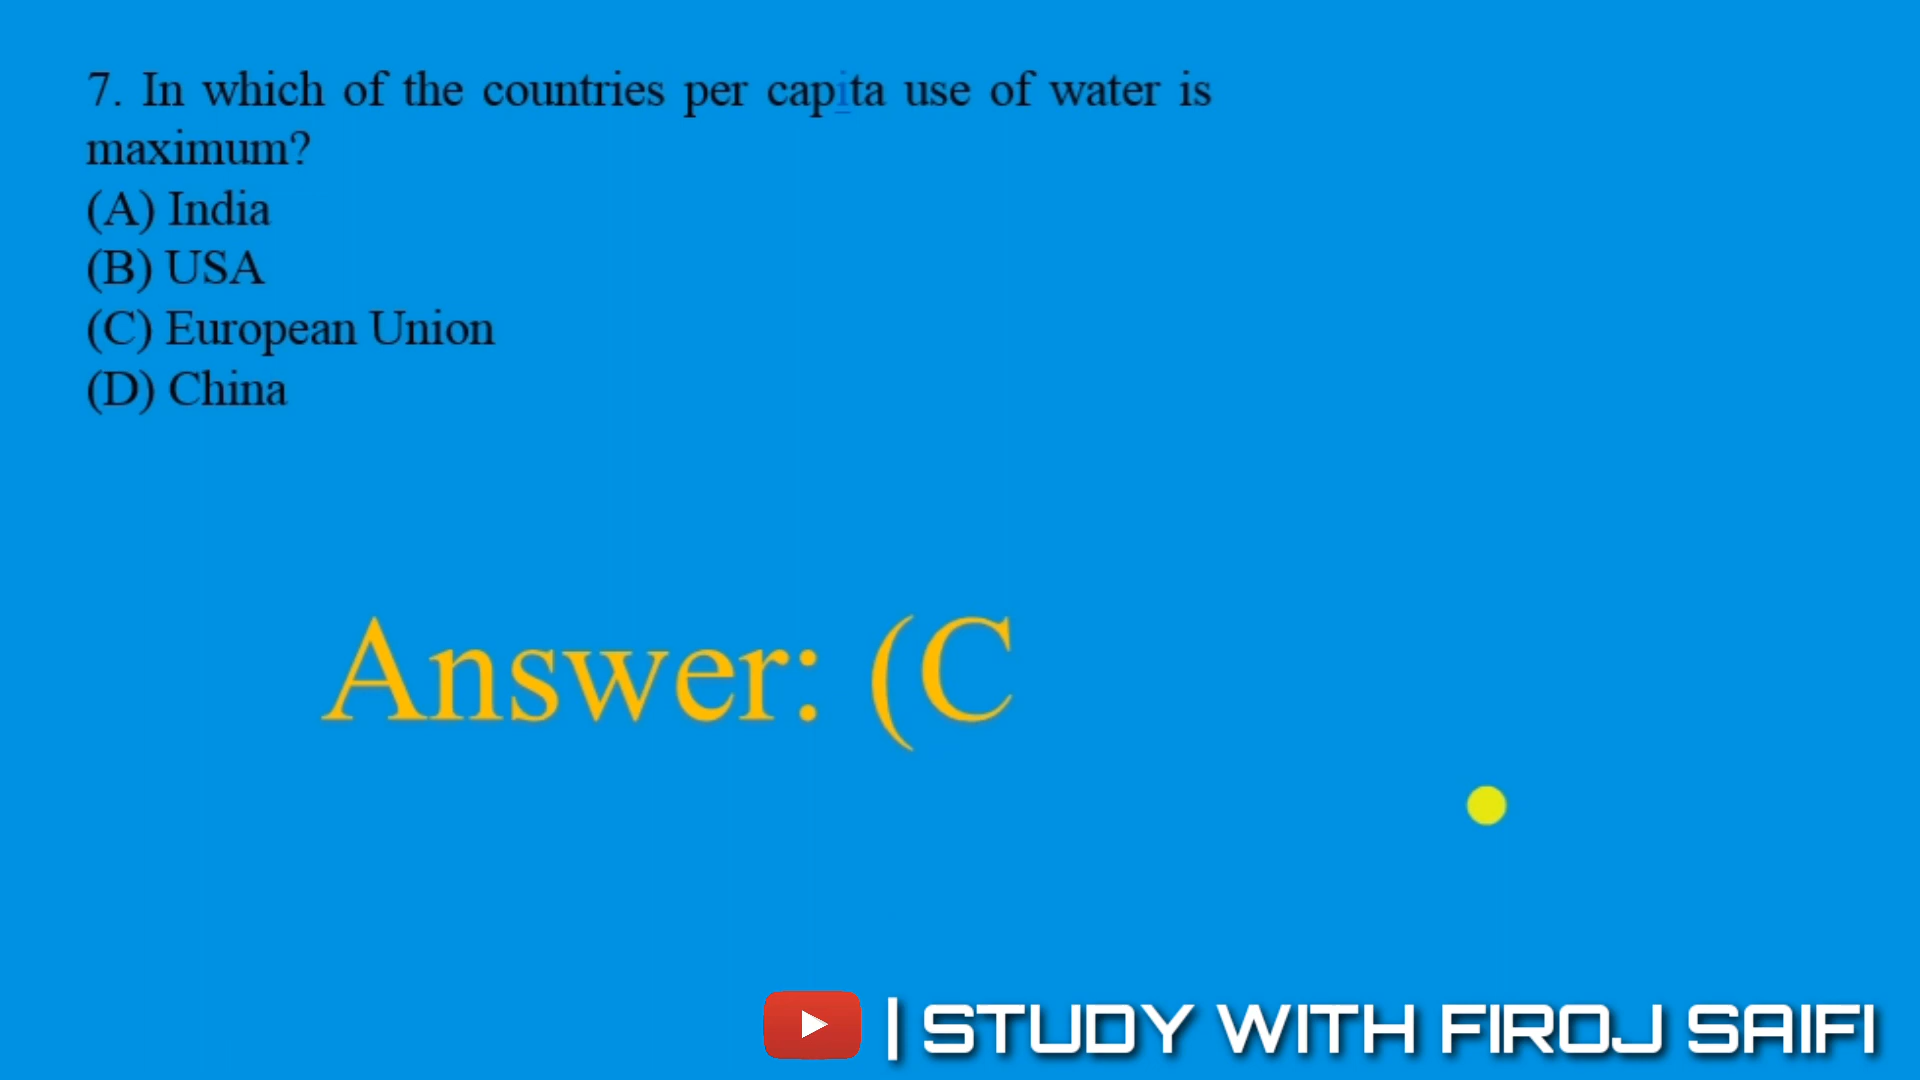 7. In which of the countries per capita use of water is
maximum?
(A) India
(B) USA
(C) European Union
(D) China
Answer: (C
| STUDY WITH FIROJ SAIFI